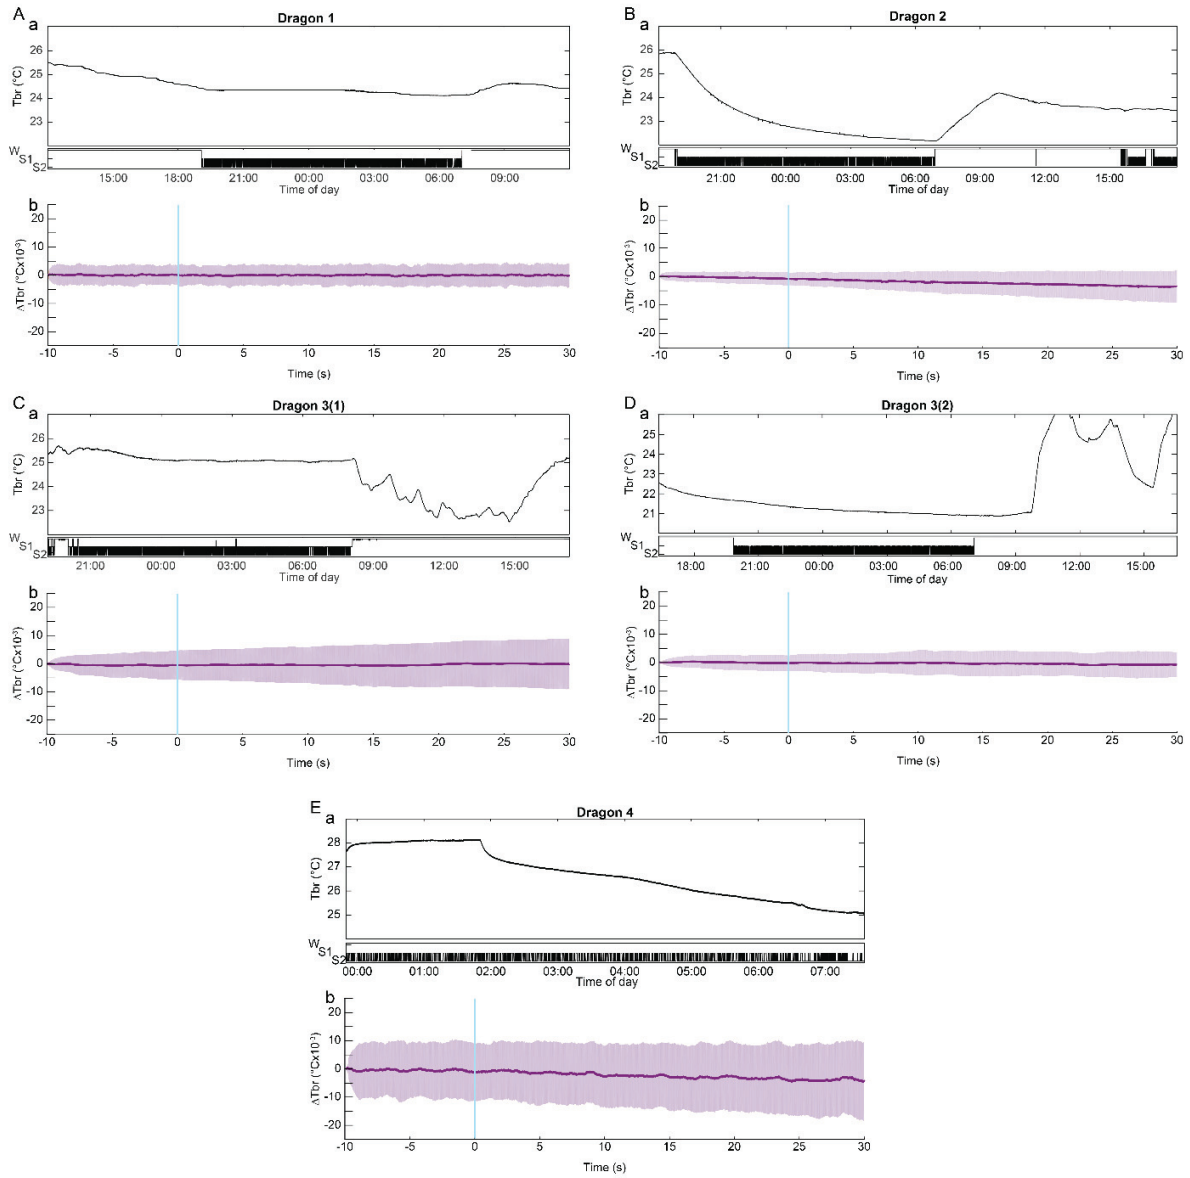 A
Dragon 1
a
26
25
24
23
Tbr (°C)
W
S1
S2
15:00 18:00 21:00 00:00 03:00 06:00 09:00
Time of day
b
20
10
0
-10
-20
ΔTbr (°Cx10⁻³)
-10 -5 0 5 10 15 20 25 30
Time (s)
B
Dragon 2
a
26
25
24
23
Tbr (°C)
W
S1
S2
21:00 00:00 03:00 06:00 09:00 12:00 15:00
Time of day
b
20
10
0
-10
-20
ΔTbr (°Cx10⁻³)
-10 -5 0 5 10 15 20 25 30
Time (s)
C
Dragon 3(1)
a
26
25
24
23
Tbr (°C)
W
S1
S2
21:00 00:00 03:00 06:00 09:00 12:00 15:00
Time of day
b
20
10
0
-10
-20
ΔTbr (°Cx10⁻³)
-10 -5 0 5 10 15 20 25 30
Time (s)
D
Dragon 3(2)
a
25
24
23
22
21
Tbr (°C)
W
S1
S2
18:00 21:00 00:00 03:00 06:00 09:00 12:00 15:00
Time of day
b
20
10
0
-10
-20
ΔTbr (°Cx10⁻³)
-10 -5 0 5 10 15 20 25 30
Time (s)
E
Dragon 4
a
28
27
26
25
Tbr (°C)
W
S1
S2
00:00 01:00 02:00 03:00 04:00 05:00 06:00 07:00
Time of day
b
20
10
0
-10
-20
ΔTbr (°Cx10⁻³)
-10 -5 0 5 10 15 20 25 30
Time (s)